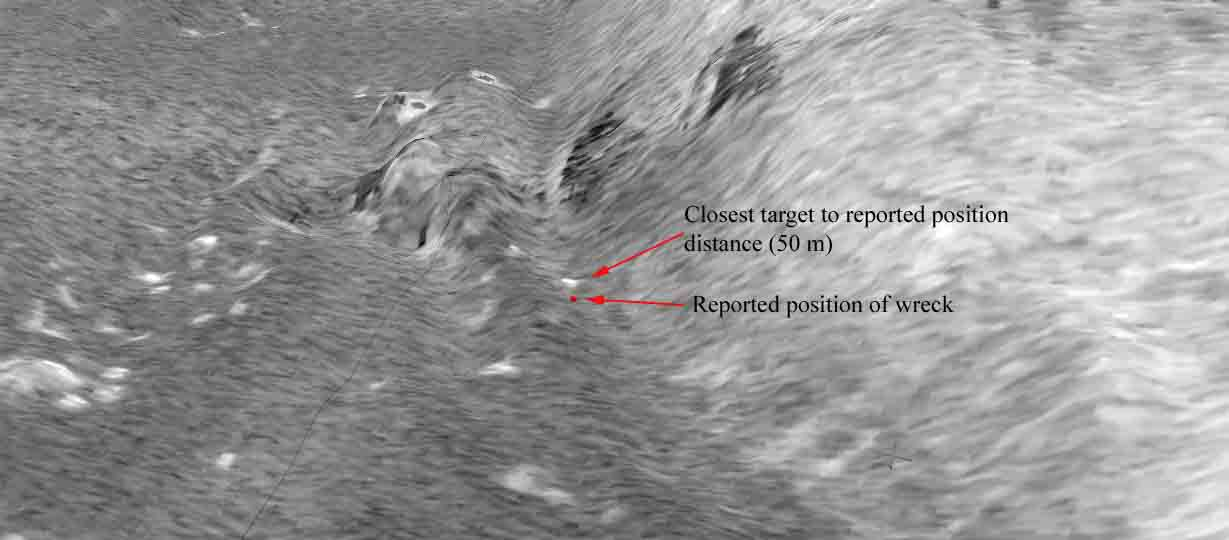 Closest target to reported position
distance (50 m)
Reported position of wreck